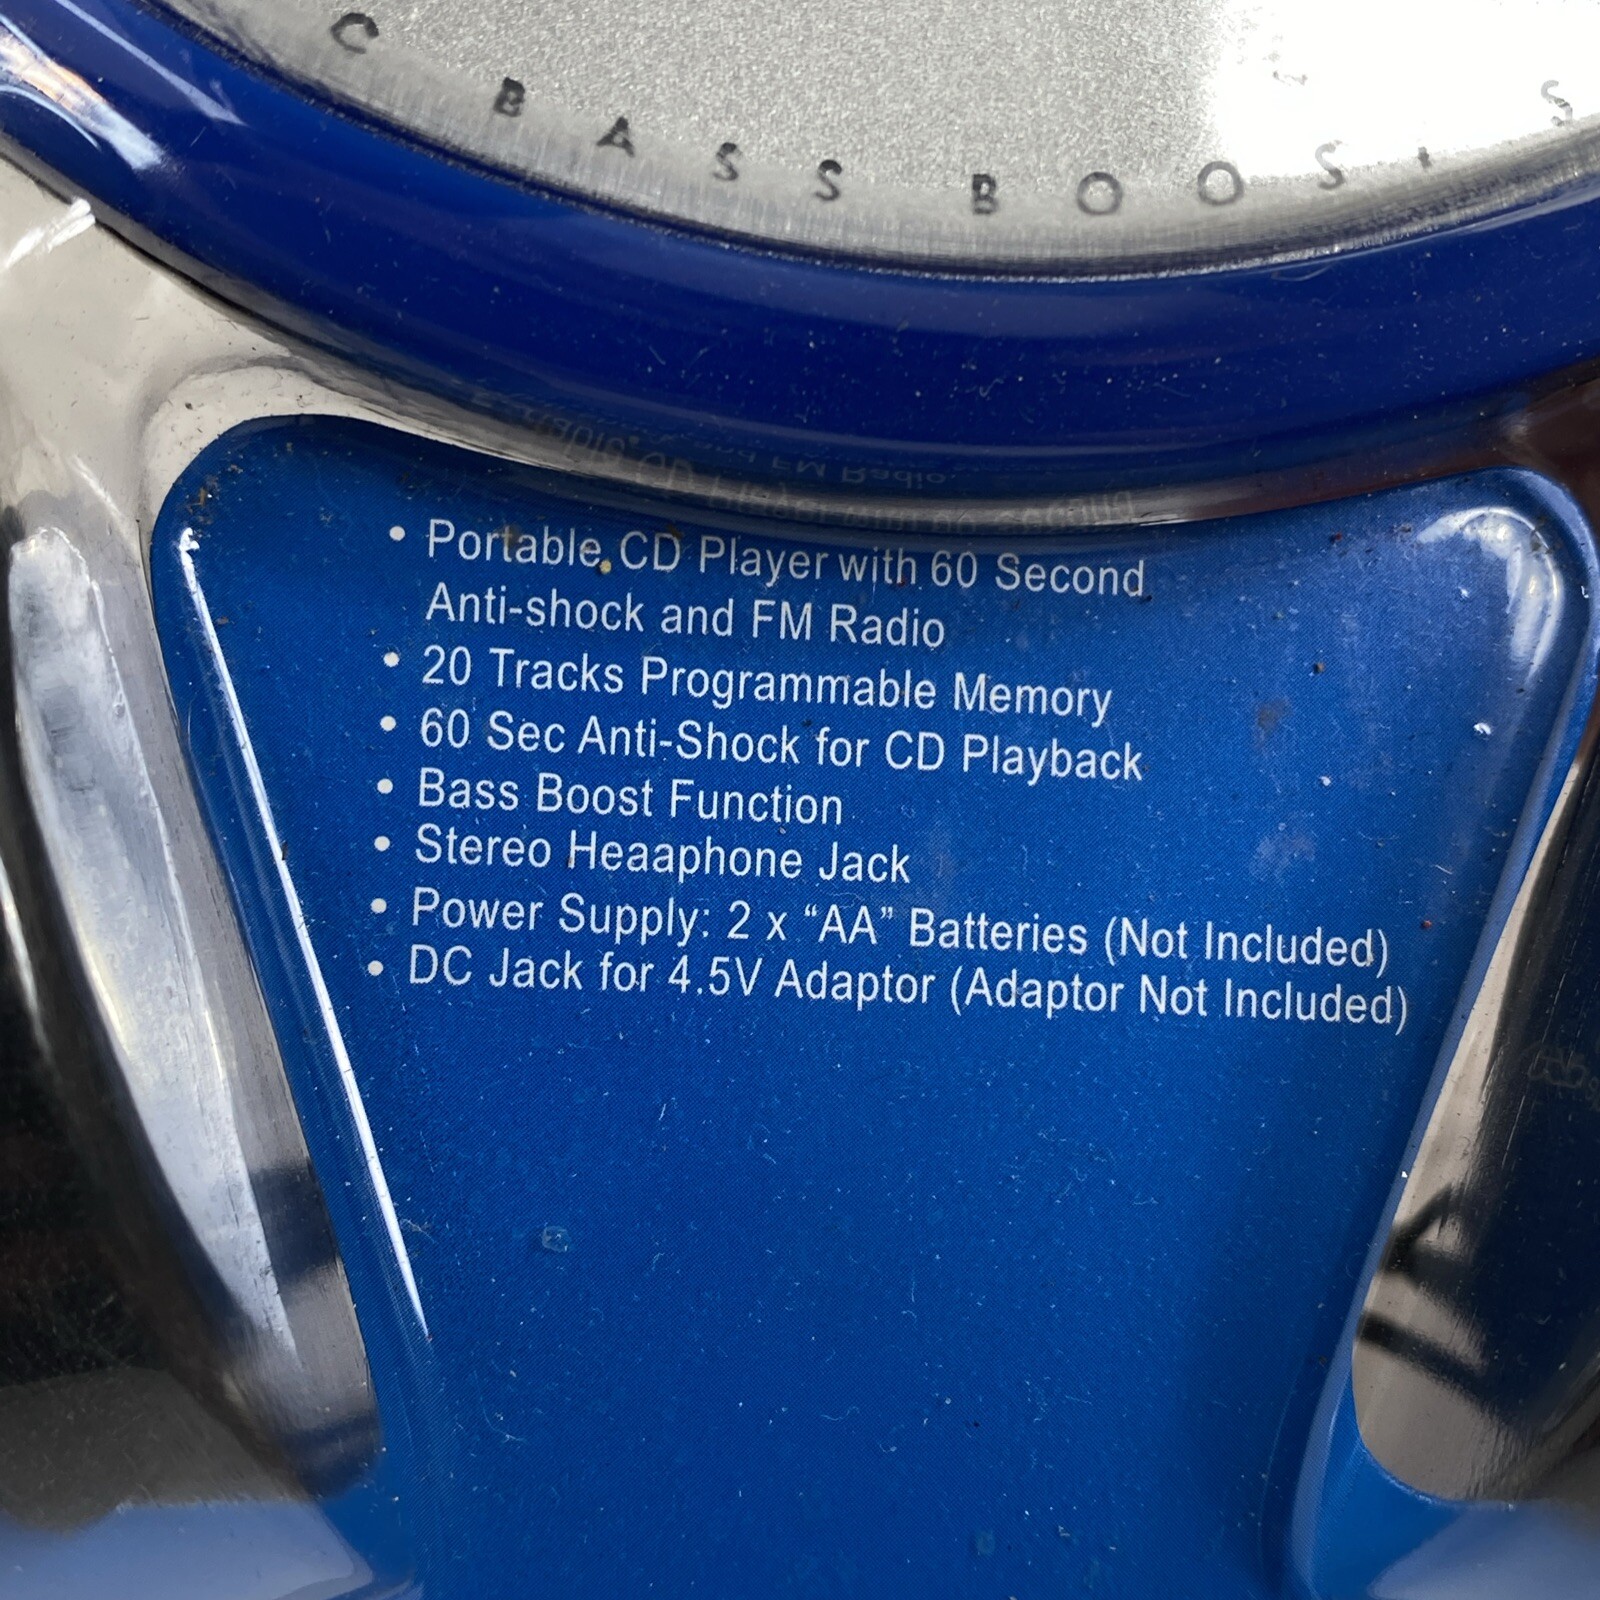 C BASS BOOST S
• Portable CD Player with 60 Second
Anti-shock and FM Radio
• 20 Tracks Programmable Memory
• 60 Sec Anti-Shock for CD Playback
• Bass Boost Function
• Stereo Heaaphone Jack
• Power Supply: 2 x “AA” Batteries (Not Included)
• DC Jack for 4.5V Adaptor (Adaptor Not Included)